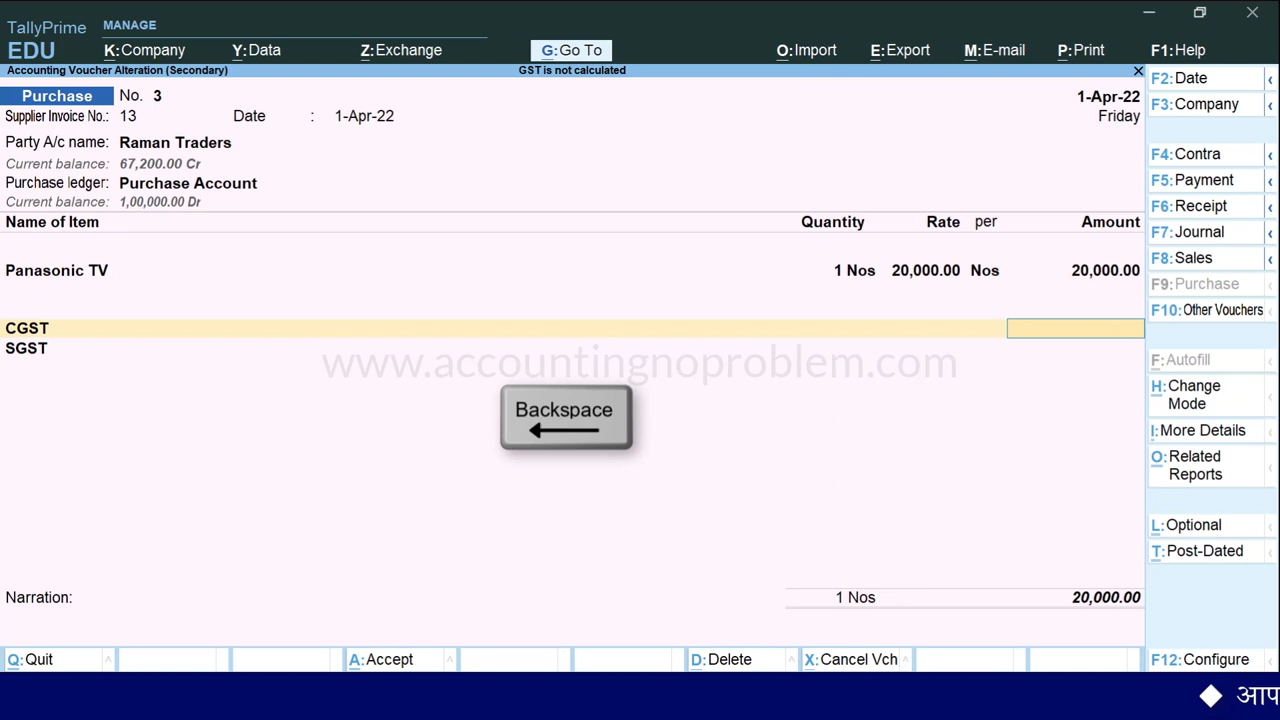 TallyPrime MANAGE
EDU K:Company Y:Data Z:Exchange G:Go To O:Import E:Export M:E-mail P:Print F1:Help
Accounting Voucher Alteration (Secondary) GST is not calculated
Purchase No. 3 1-Apr-22
Supplier Invoice No.: 13 Date : 1-Apr-22 Friday
Party A/c name: Raman Traders
Current balance: 67,200.00 Cr
Purchase ledger: Purchase Account
Current balance: 1,00,000.00 Dr
Name of Item Quantity Rate per Amount
Panasonic TV 1 Nos 20,000.00 Nos 20,000.00
CGST
SGST
www.accountingnoproblem.com
Backspace
Narration: 1 Nos 20,000.00
F2:Date
F3:Company
F4:Contra
F5:Payment
F6:Receipt
F7:Journal
F8:Sales
F9:Purchase
F10:Other Vouchers
F:Autofill
H:Change
Mode
I:More Details
O:Related
Reports
L:Optional
T:Post-Dated
Q:Quit A:Accept D:Delete X:Cancel Vch F12:Configure
आप